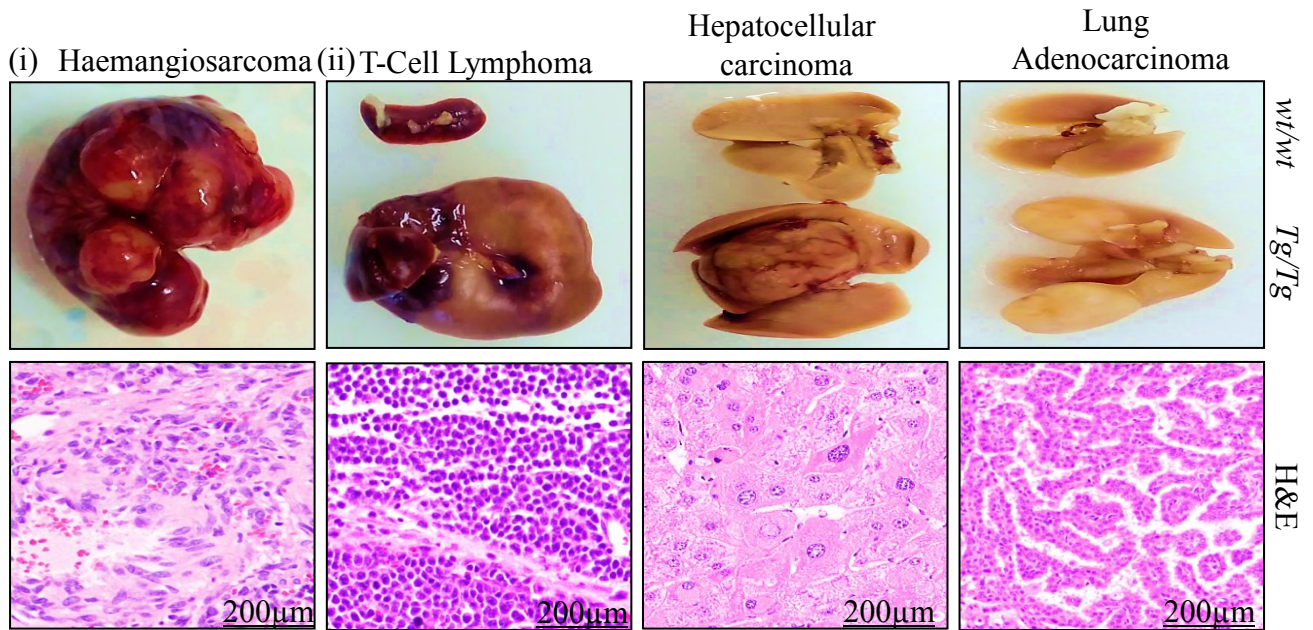 (i) Haemangiosarcoma
(ii) T-Cell Lymphoma
Hepatocellular
carcinoma
Lung
Adenocarcinoma
wt/wt
Tg/Tg
H&E
200µm
200µm
200µm
200µm